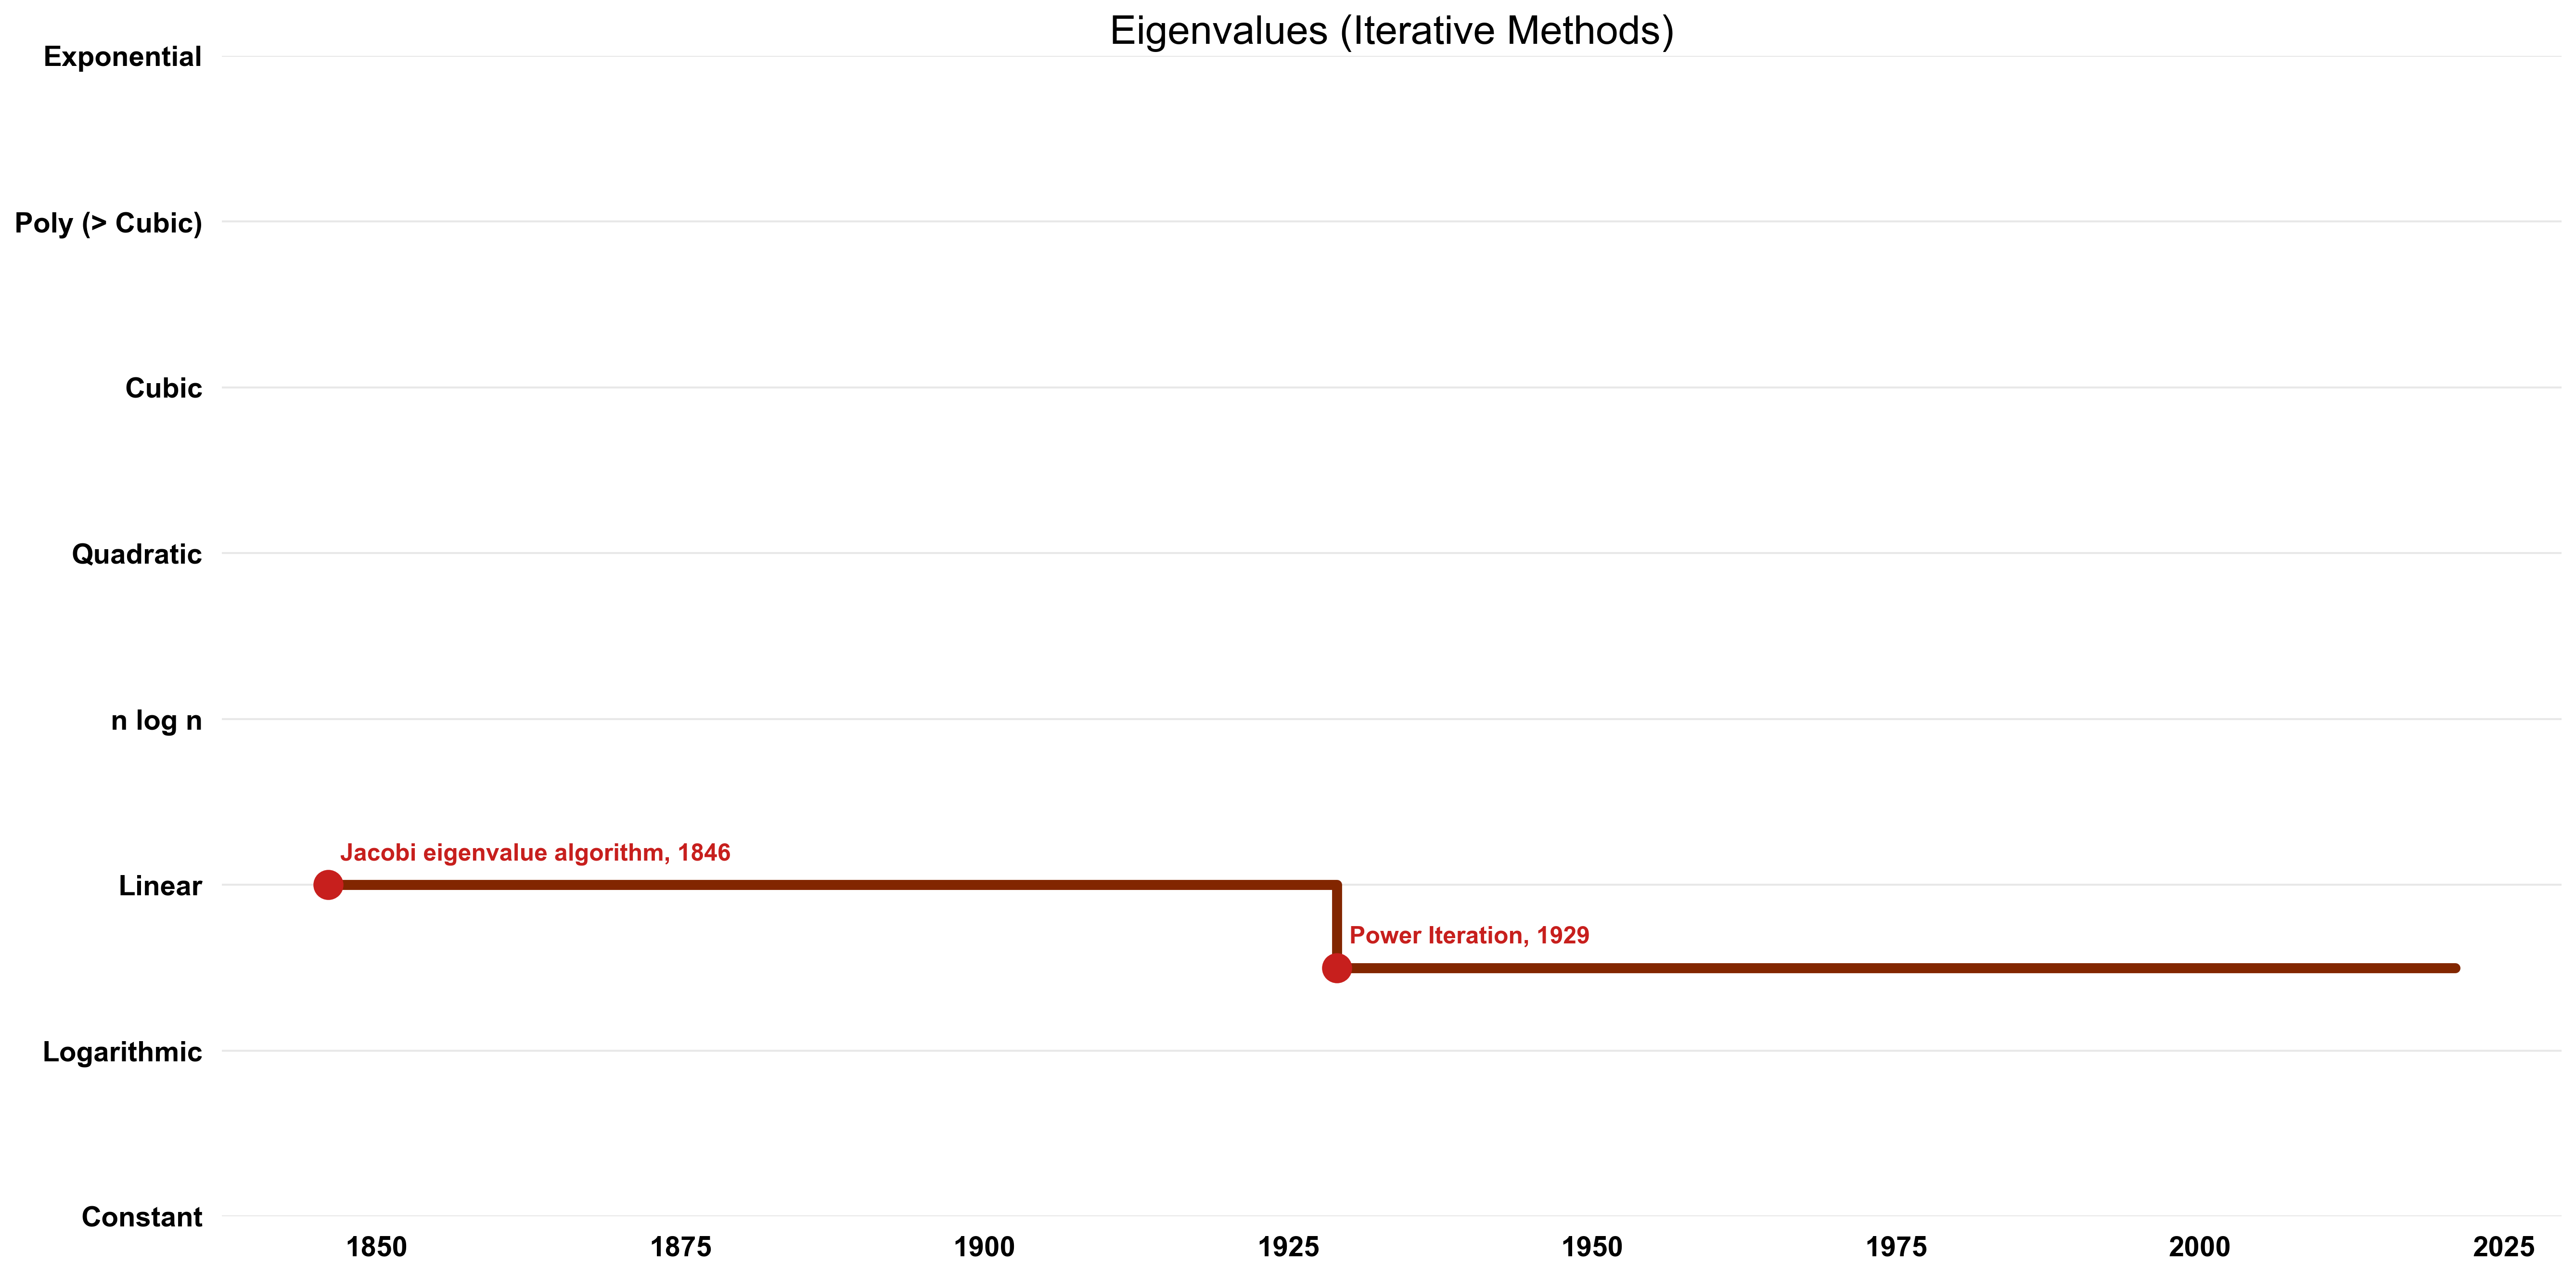 Eigenvalues (Iterative Methods)
Exponential
Poly (> Cubic)
Cubic
Quadratic
n log n
Jacobi eigenvalue algorithm, 1846
Linear
Power Iteration, 1929
Logarithmic
Constant
1850 1875 1900 1925 1950 1975 2000 2025